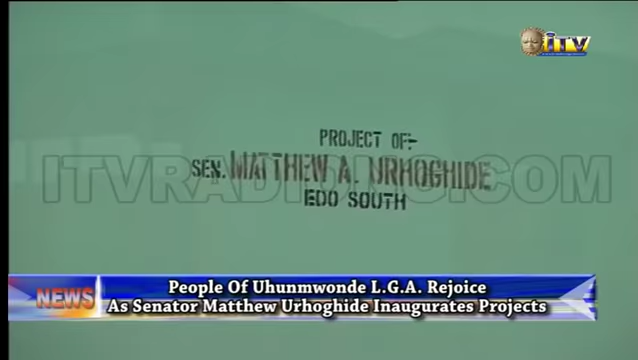 iTV
PROJECT OF:-
SEN. MATTHEW A. URHOGHIDE
EDO SOUTH
ITVRADIONG.COM
NEWS
People Of Uhunmwonde L.G.A. Rejoice
As Senator Matthew Urhoghide Inaugurates Projects